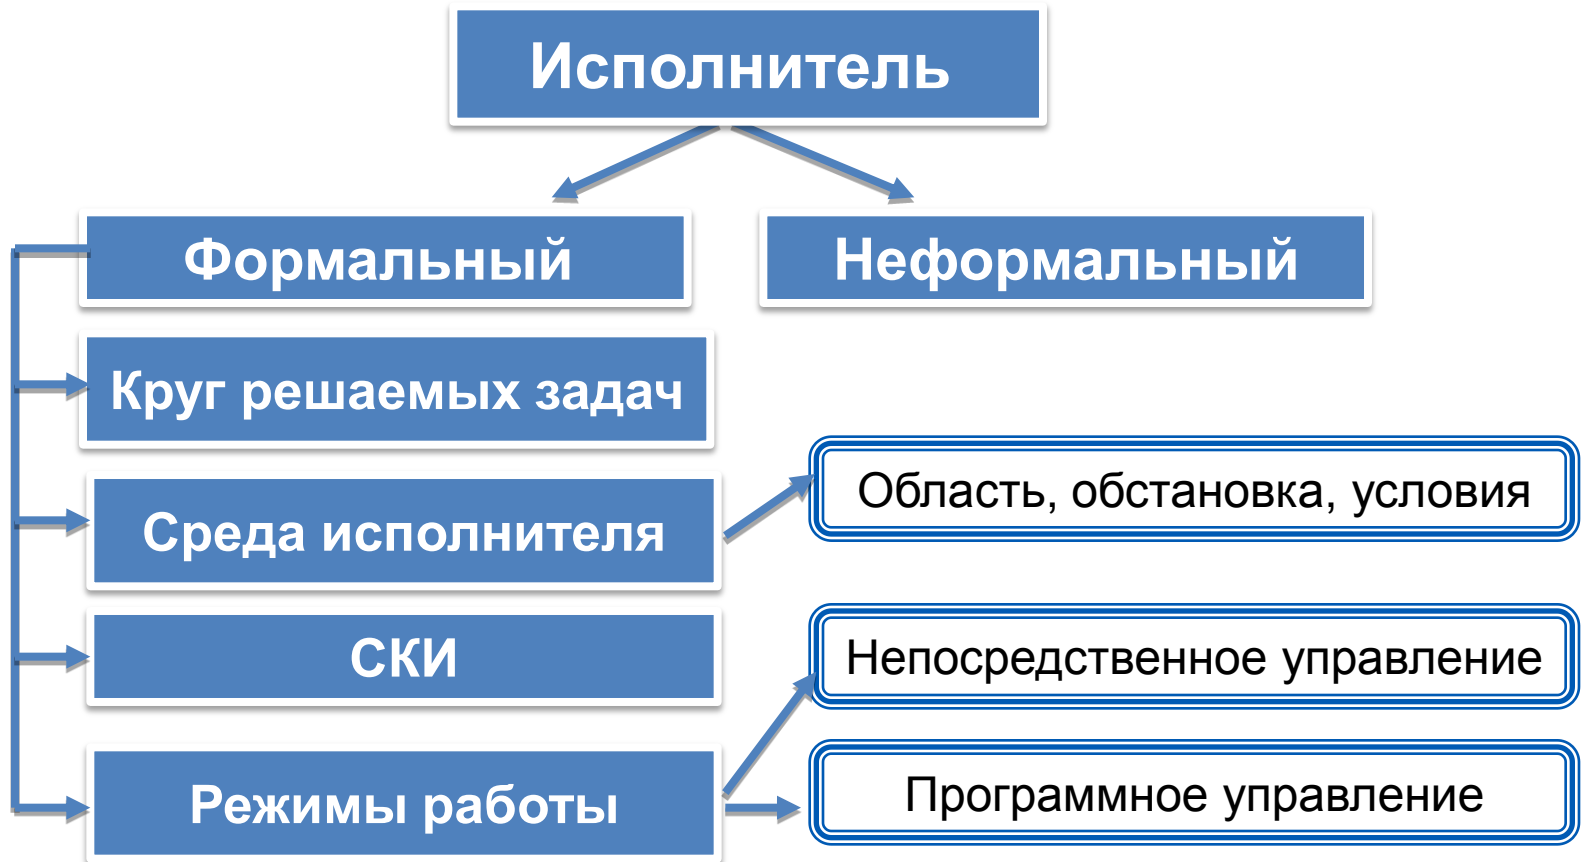 Исполнитель
Формальный
Неформальный
Круг решаемых задач
Среда исполнителя
Область, обстановка, условия
СКИ
Непосредственное управление
Режимы работы
Программное управление